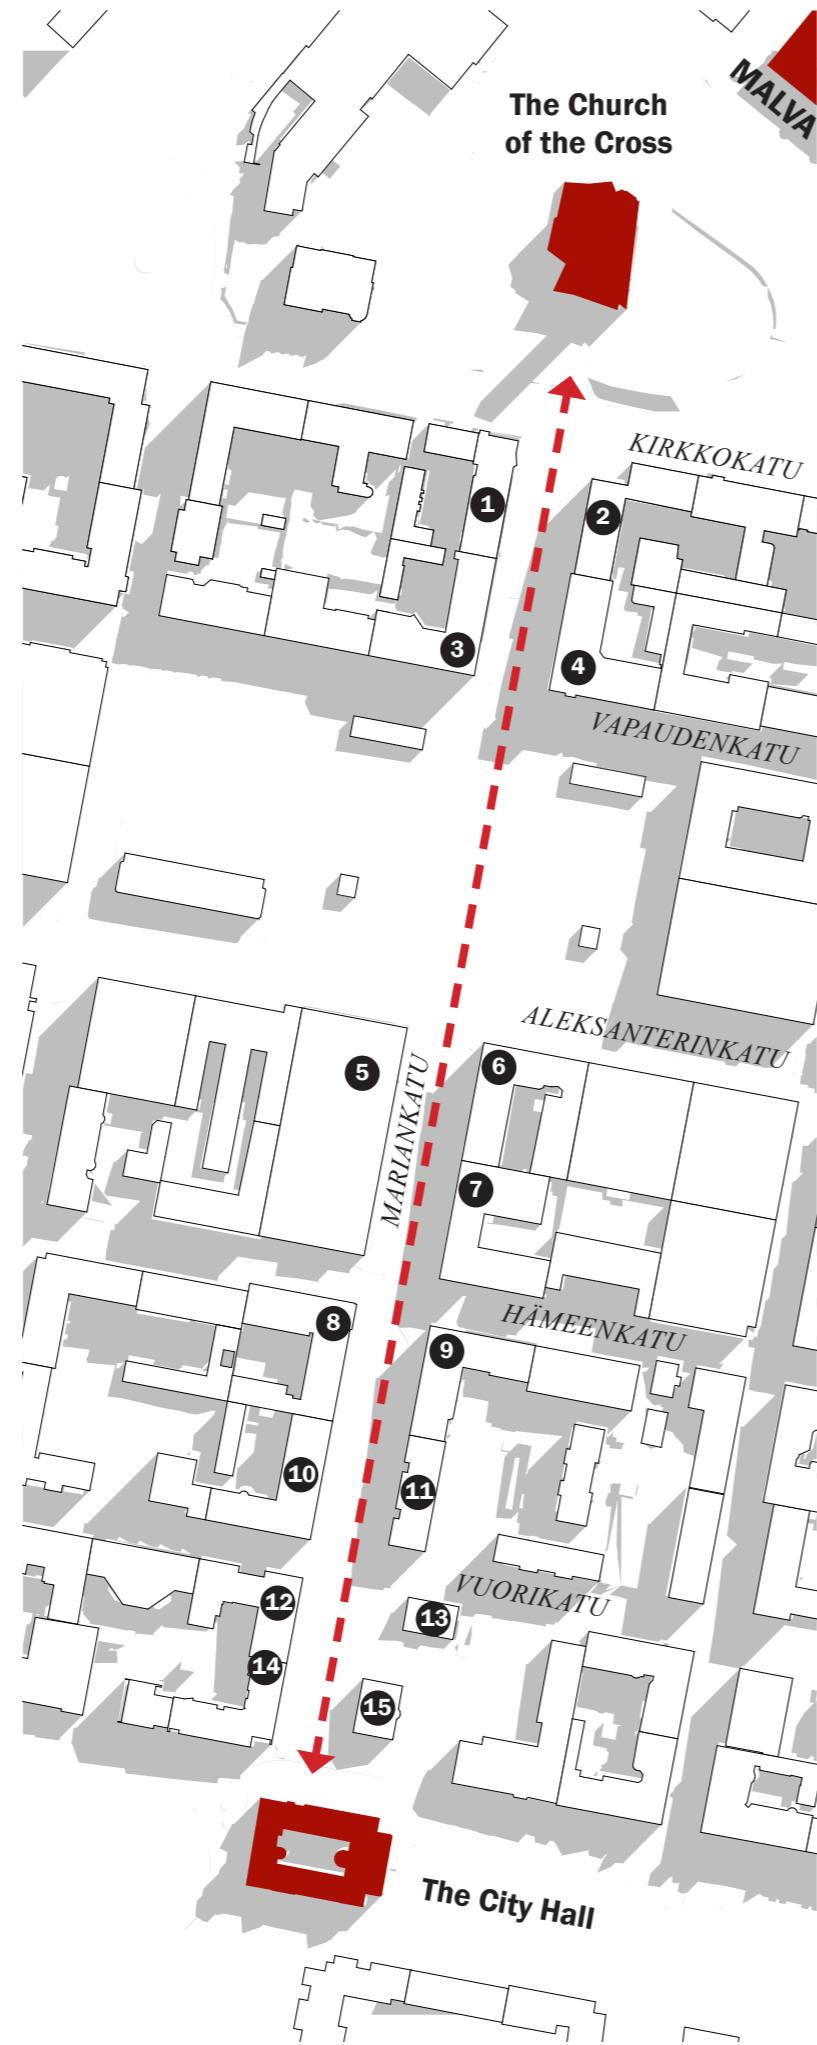 MALVA
The Church
of the Cross
KIRKKOKATU
1
2
3
4
VAPAUDENKATU
ALEKSANTERINKATU
5
6
MARIANKATU
7
HÄMEENKATU
8
9
10
11
VUORIKATU
12
13
14
15
The City Hall